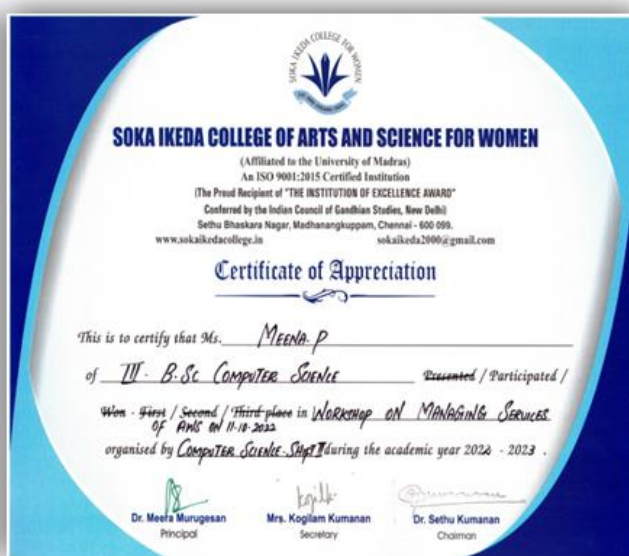 SOKA IKEDA COLLEGE FOR WOMEN
SOKA IKEDA COLLEGE OF ARTS AND SCIENCE FOR WOMEN
(Affiliated to the University of Madras)
An ISO 9001:2015 Certified Institution
(The Proud Recipient of "THE INSTITUTION OF EXCELLENCE AWARD"
Conferred by the Indian Council of Gandhian Studies, New Delhi)
Sethu Bhaskara Nagar, Madhanangkuppam, Chennai - 600 099.
www.sokaikedacollege.in sokaikeda2000@gmail.com
Certificate of Appreciation
This is to certify that Ms. MEENA. P
of III - B.Sc COMPUTER SCIENCE Presented / Participated /
Won - First / Second / Third place in WORKSHOP ON MANAGING SERVICES
OF AWS ON 11.10.2022
organised by COMPUTER SCIENCE - Shift II during the academic year 2022 - 2023 .
Dr. Meera Murugesan Mrs. Kogilam Kumanan Dr. Sethu Kumanan
Principal Secretary Chairman